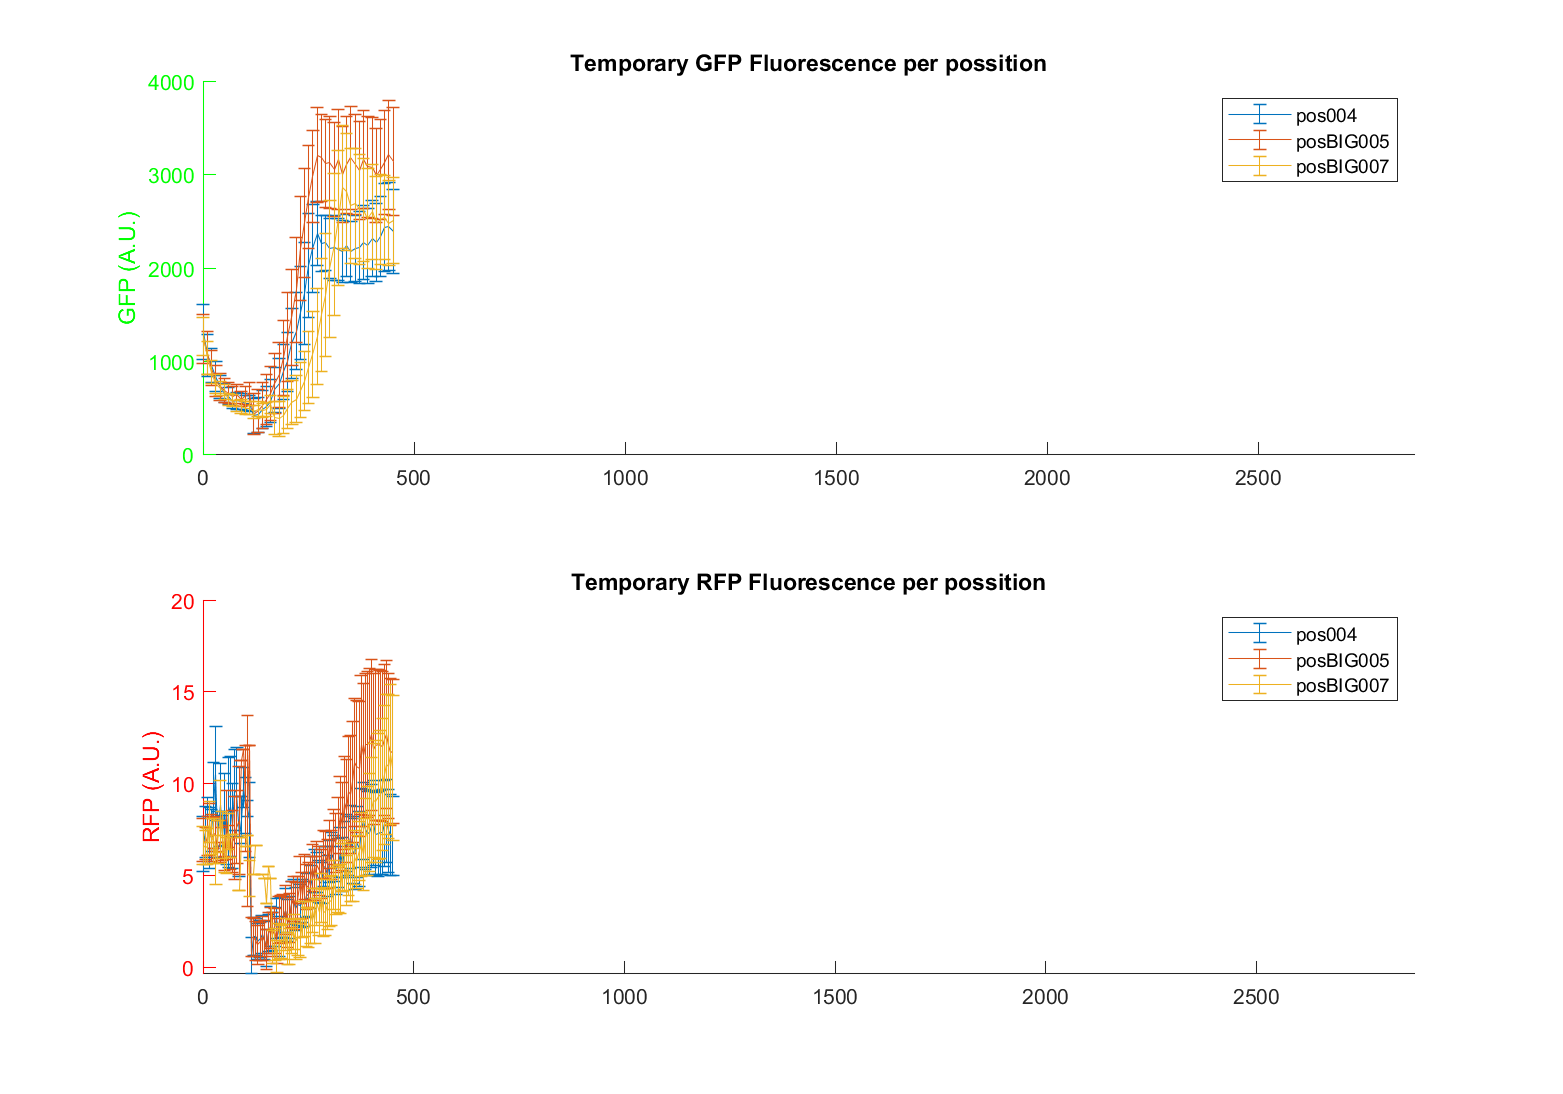 Temporary GFP Fluorescence per possition
4000
3000
2000
1000
0
GFP (A.U.)
pos004
posBIG005
posBIG007
0 500 1000 1500 2000 2500
Temporary RFP Fluorescence per possition
20
15
10
5
0
RFP (A.U.)
pos004
posBIG005
posBIG007
0 500 1000 1500 2000 2500